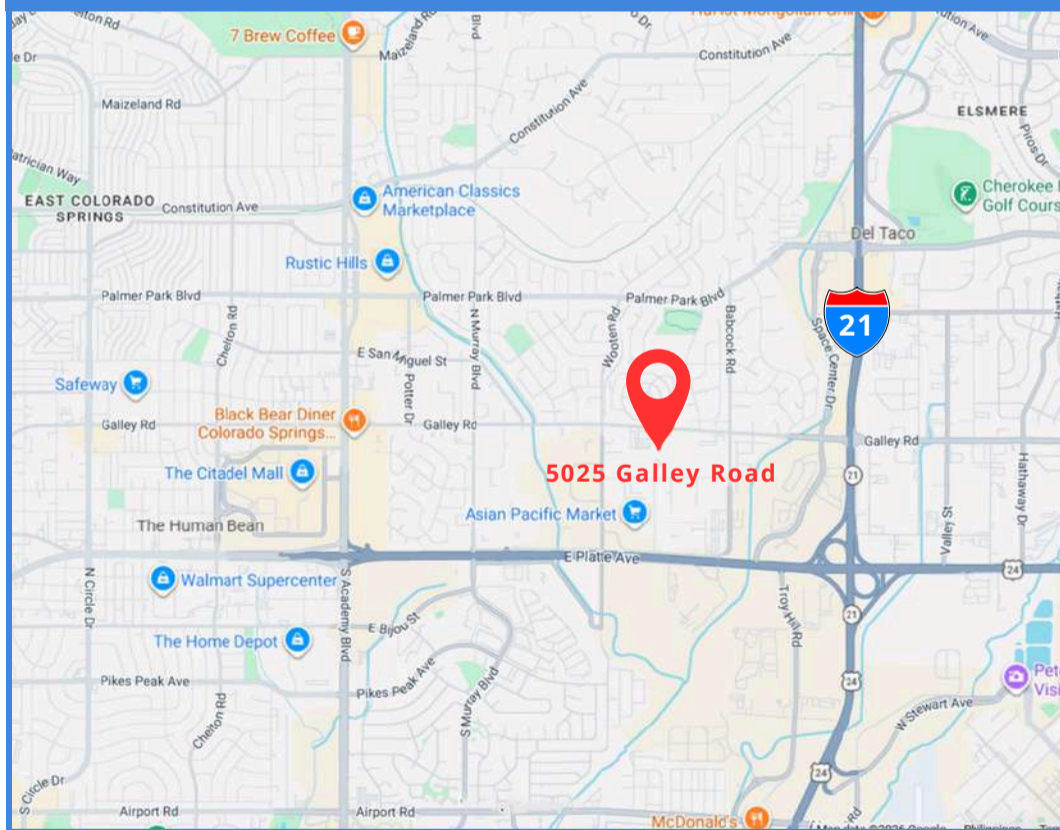 7 Brew Coffee
Maizeland Rd
Blvd
Constitution Ave
Maizeland Rd
Constitution Ave
ELSMERE
Piros Dr
EAST COLORADO
SPRINGS
Constitution Ave
American Classics
Marketplace
Cherokee
Golf Cours
Rustic Hills
Del Taco
Palmer Park Blvd
Palmer Park Blvd
Palmer Park Blvd
21
Chelton Rd
N Murray Blvd
Wooten Rd
Babcock Rd
Space Center Dr
E San Miguel St
Potter Dr
Safeway
Black Bear Diner
Colorado Springs...
Galley Rd
Galley Rd
Galley Rd
The Citadel Mall
5025 Galley Road
21
Hathaway Dr
Asian Pacific Market
The Human Bean
Valley St
E Platte Ave
24
N Circle Dr
Walmart Supercenter
S Academy Blvd
E Bijou St
Troy Hill Rd
21
The Home Depot
Pikes Peak Ave
Pikes Peak Ave
S Murray Blvd
24
Chelton Rd
W Stewart Ave
S Circle Dr
24
Airport Rd
Airport Rd
McDonald's